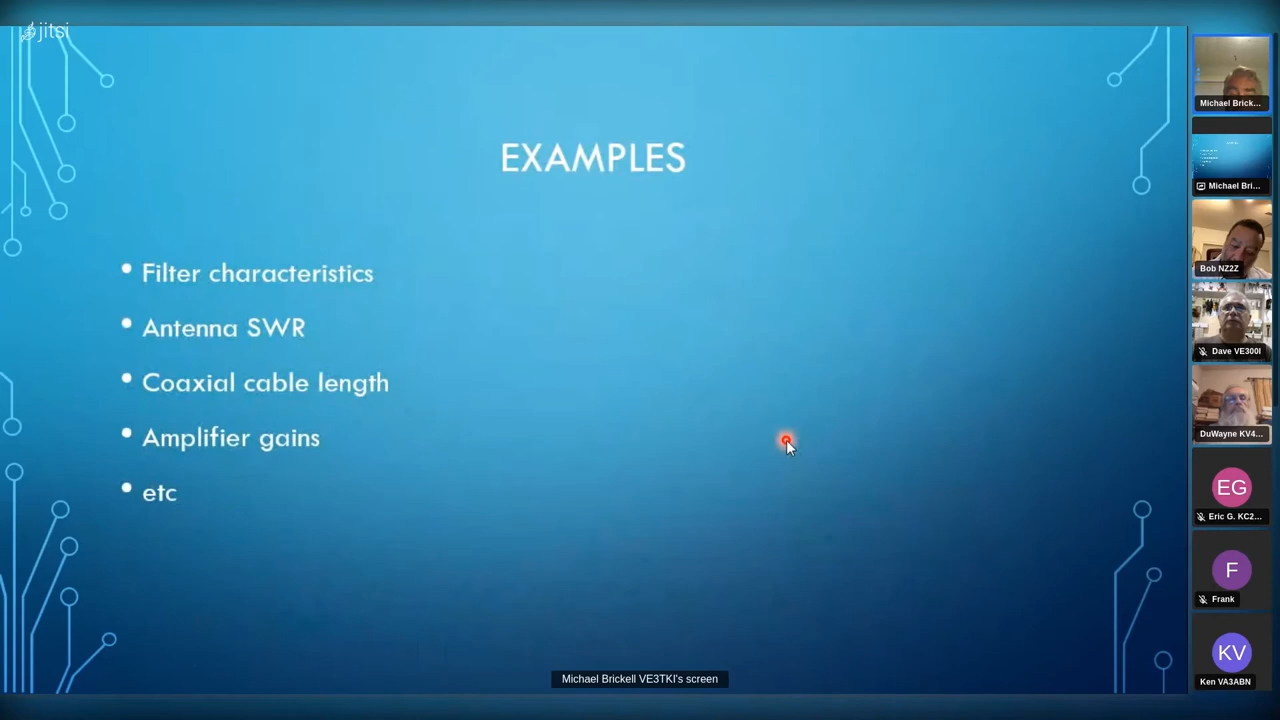 jitsi
EXAMPLES
• Filter characteristics
• Antenna SWR
• Coaxial cable length
• Amplifier gains
• etc
Michael Brickell VE3TKI's screen
Michael Brick...
Michael Bri...
Bob NZ2Z
Dave VE3OOI
DuWayne KV4...
EG
Eric G. KC2...
F
Frank
KV
Ken VA3ABN